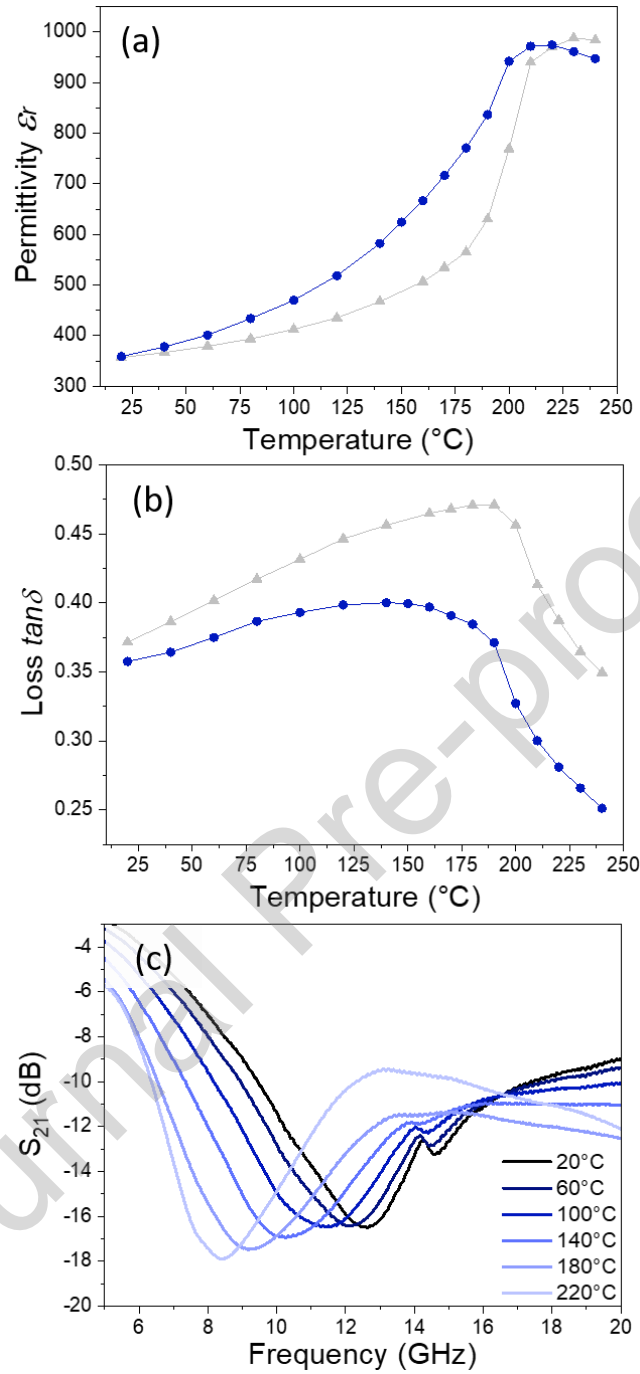 (a)
1000
900
800
700
600
500
400
300
Permittivity εr
25 50 75 100 125 150 175 200 225 250
Temperature (°C)
(b)
0.50
0.45
0.40
0.35
0.30
0.25
Loss tanδ
25 50 75 100 125 150 175 200 225 250
Temperature (°C)
(c)
-4
-6
-8
-10
-12
-14
-16
-18
-20
S21 (dB)
20°C
60°C
100°C
140°C
180°C
220°C
6 8 10 12 14 16 18 20
Frequency (GHz)
urnal Pre-proo